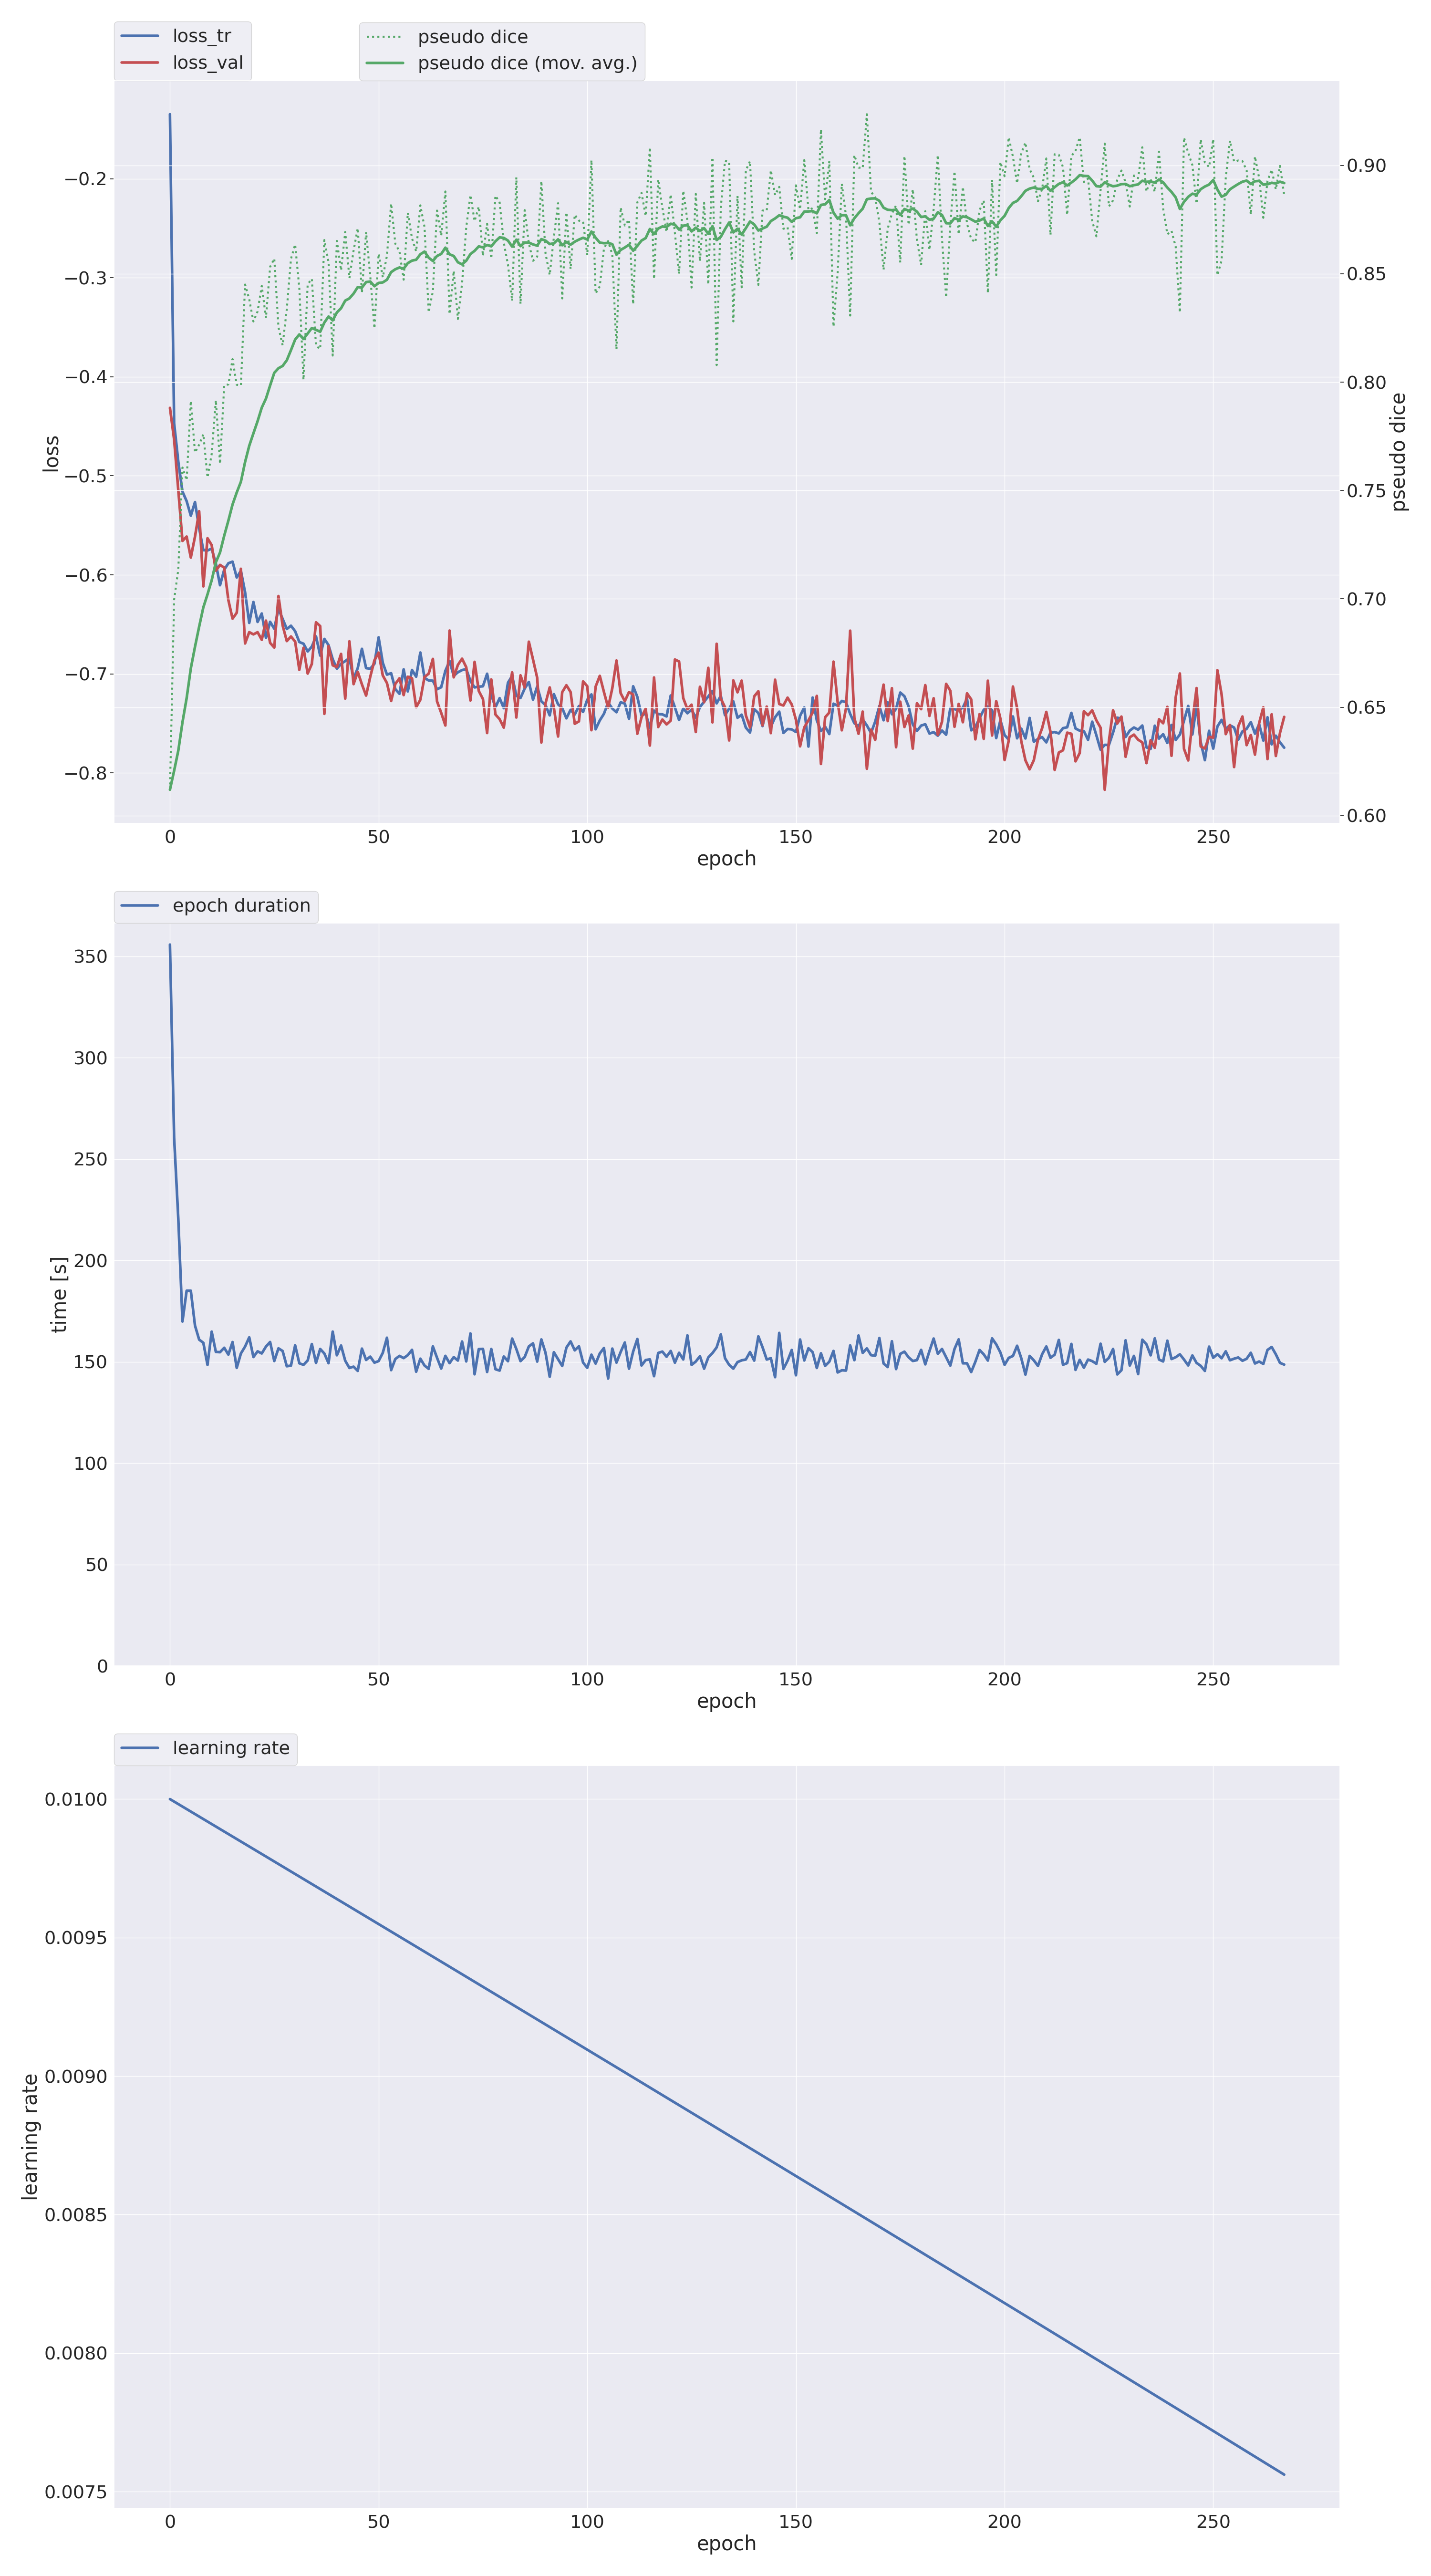 loss_tr
loss_val
pseudo dice
pseudo dice (mov. avg.)
−0.2
−0.3
−0.4
−0.5
−0.6
−0.7
−0.8
loss
0.90
0.85
0.80
0.75
0.70
0.65
0.60
pseudo dice
0 50 100 150 200 250
epoch
epoch duration
350
300
250
200
150
100
50
0
time [s]
0 50 100 150 200 250
epoch
learning rate
0.0100
0.0095
0.0090
0.0085
0.0080
0.0075
learning rate
0 50 100 150 200 250
epoch